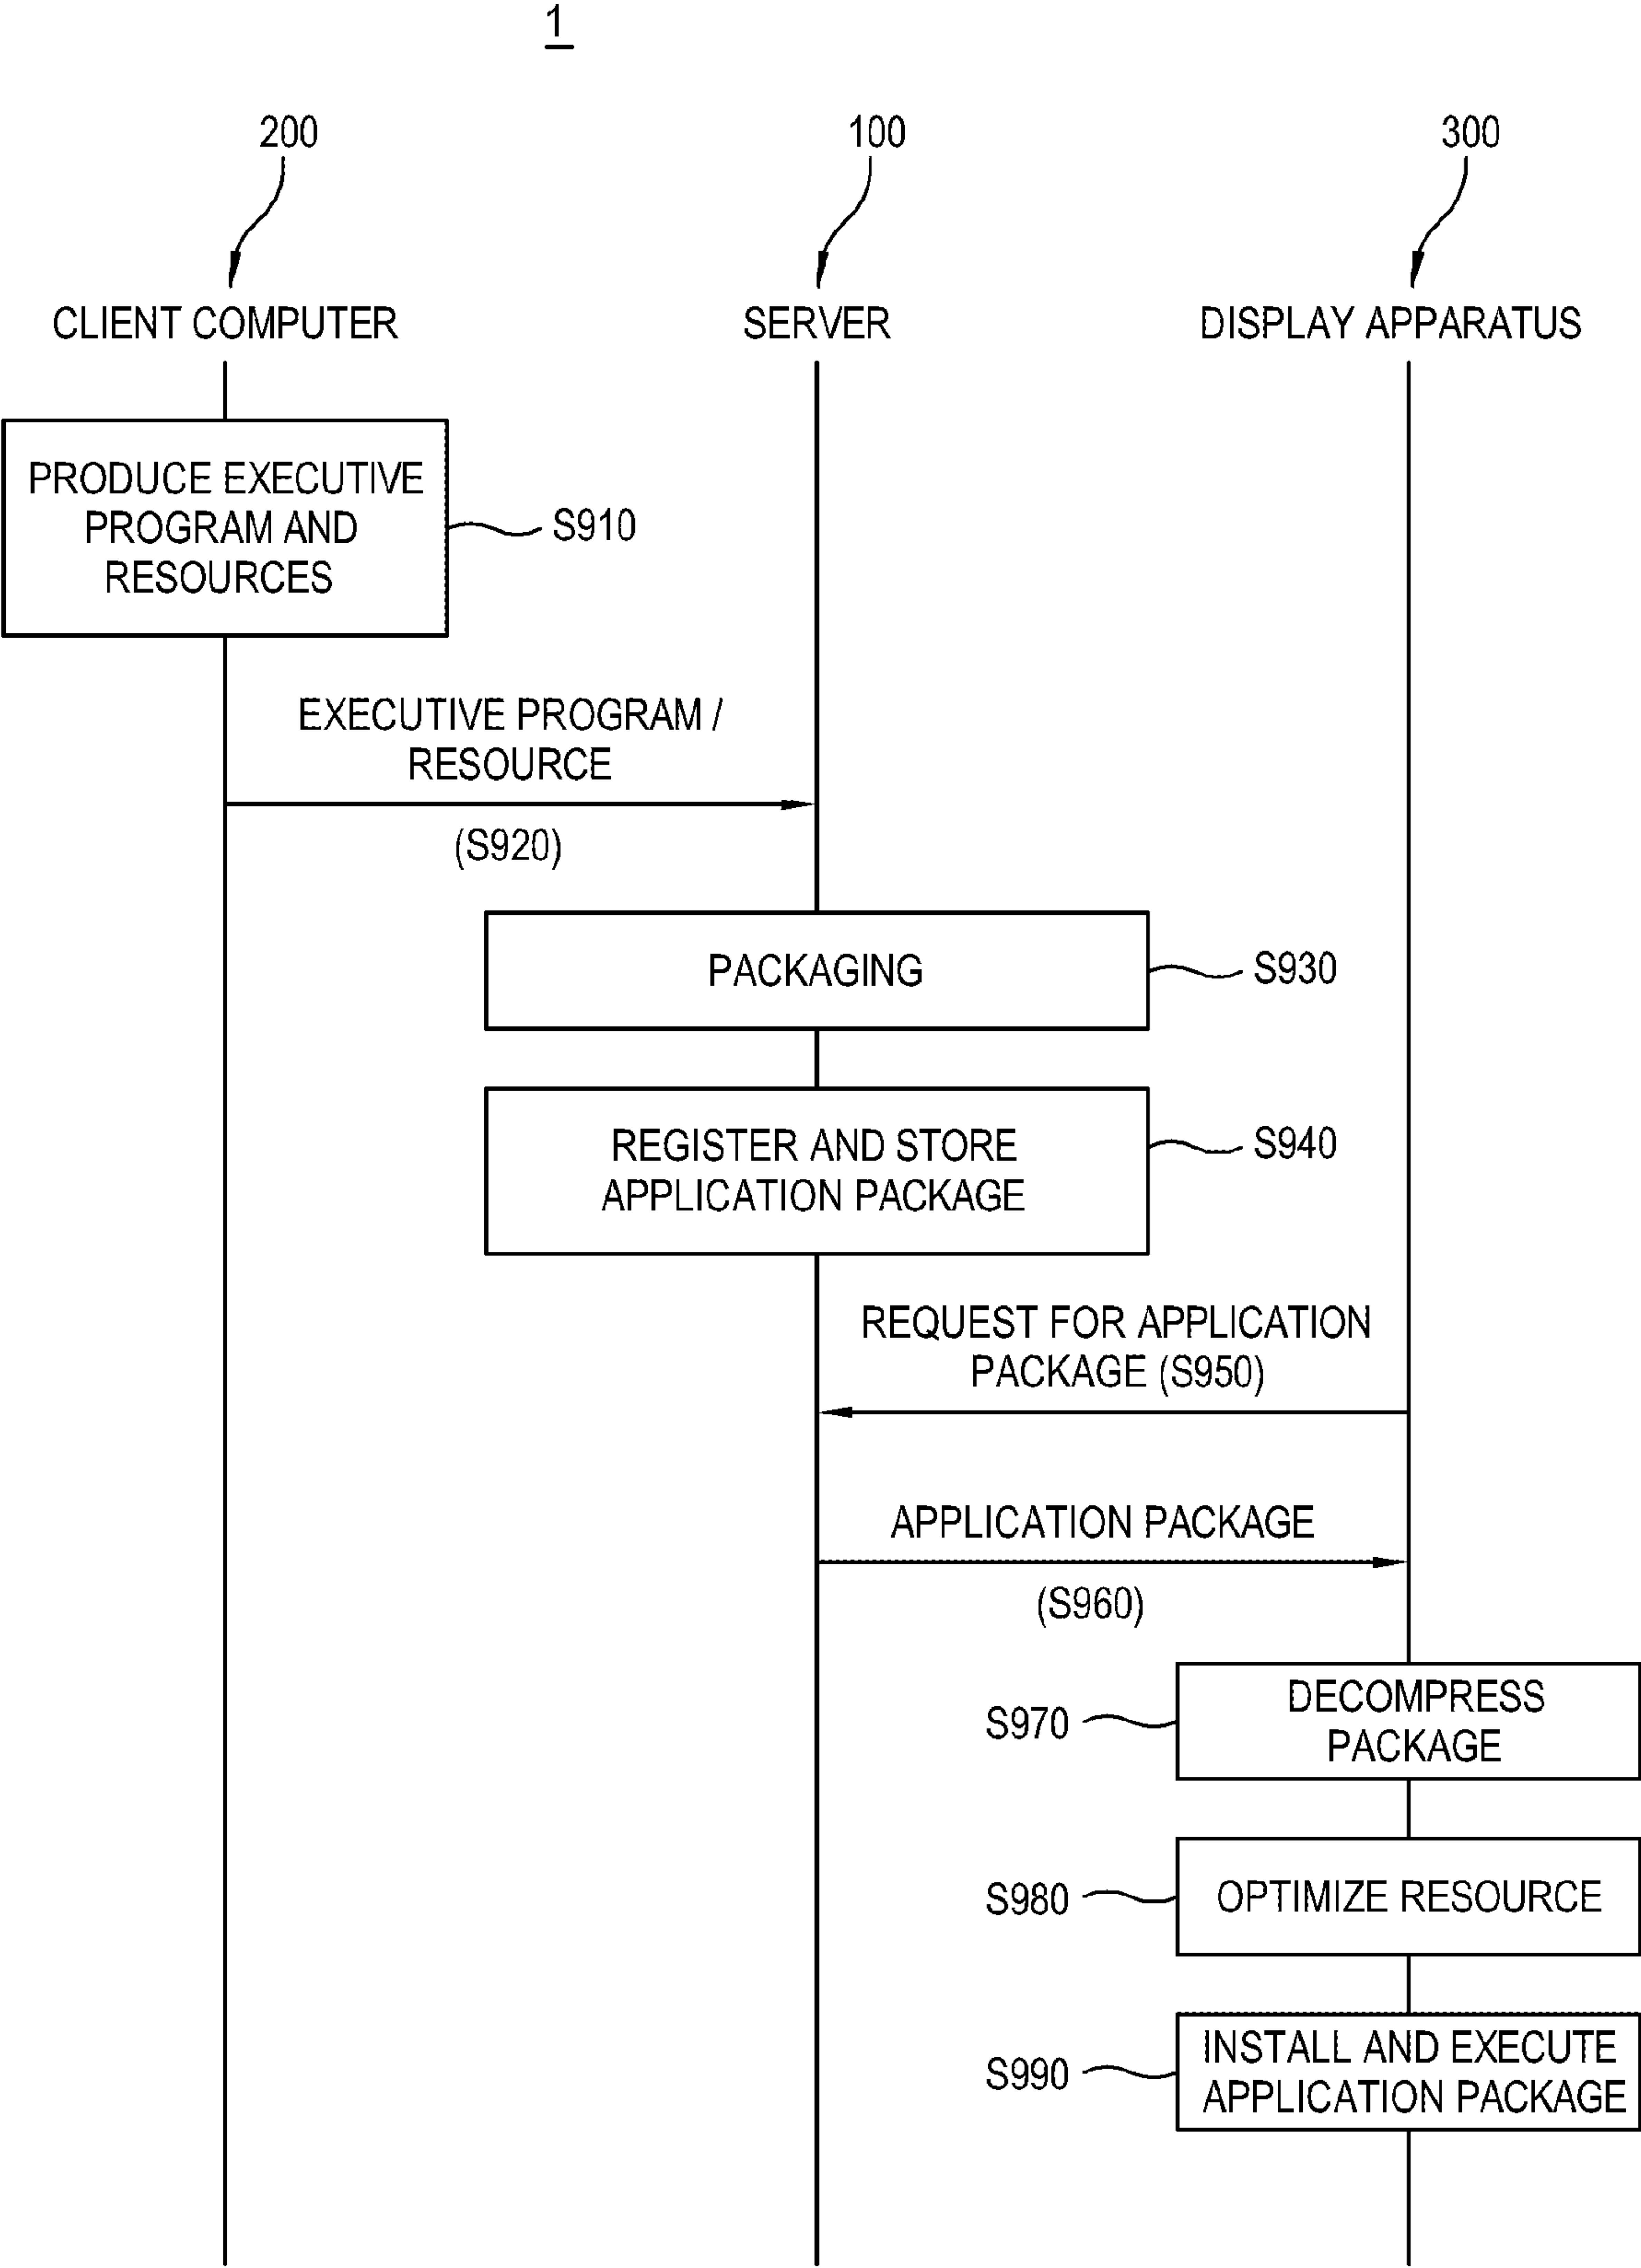 1
200
100
300
CLIENT COMPUTER
SERVER
DISPLAY APPARATUS
PRODUCE EXECUTIVE
PROGRAM AND
RESOURCES
S910
EXECUTIVE PROGRAM /
RESOURCE
(S920)
PACKAGING
S930
REGISTER AND STORE
APPLICATION PACKAGE
S940
REQUEST FOR APPLICATION
PACKAGE (S950)
APPLICATION PACKAGE
(S960)
S970
DECOMPRESS
PACKAGE
S980
OPTIMIZE RESOURCE
S990
INSTALL AND EXECUTE
APPLICATION PACKAGE